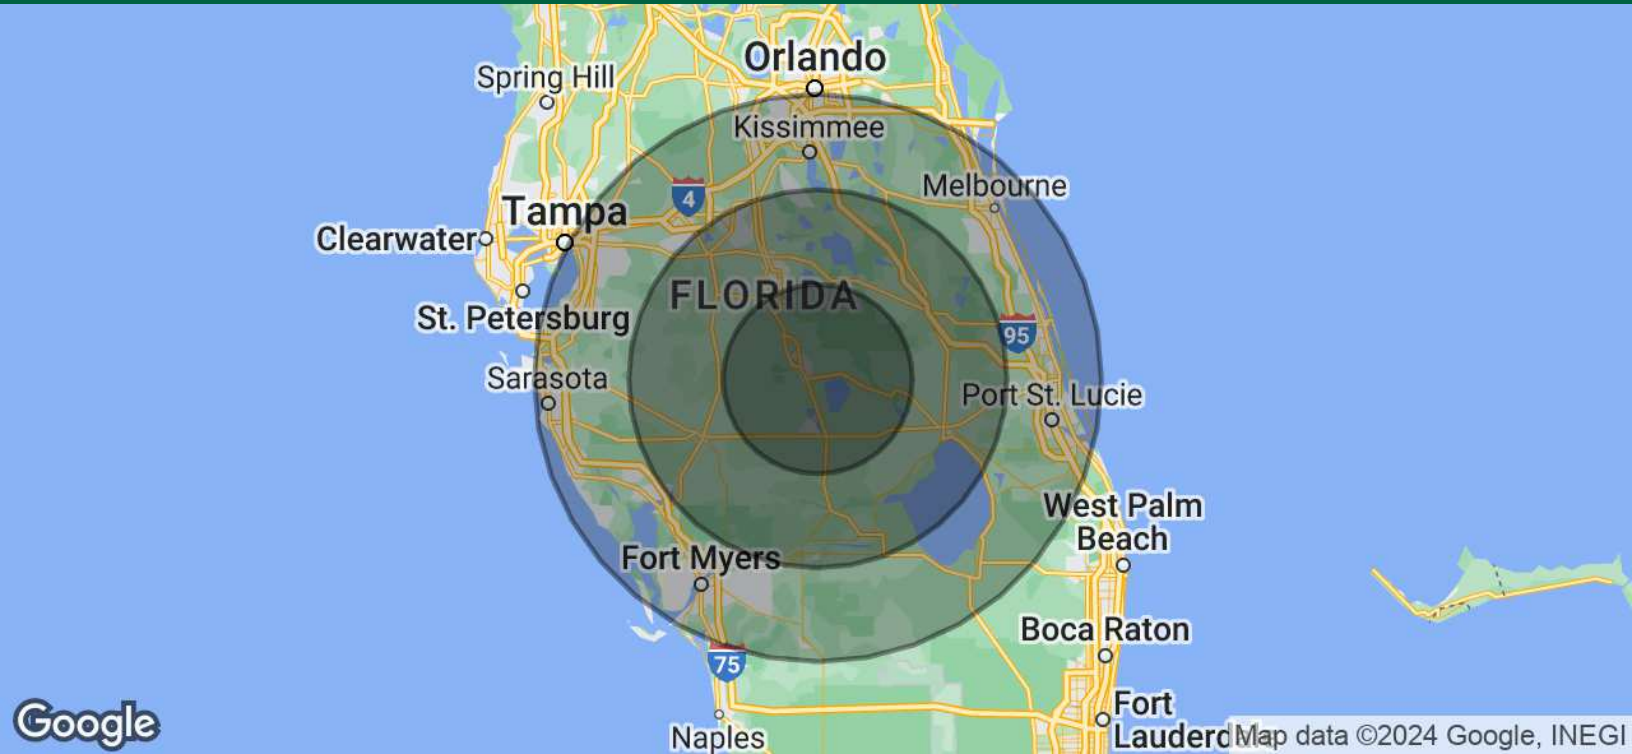 Orlando
Spring Hill
Kissimmee
4
Melbourne
Tampa
Clearwater
FLORIDA
St. Petersburg
95
Sarasota
Port St. Lucie
West Palm
Beach
Fort Myers
Boca Raton
75
Fort
Lauderdale
Naples
Google
Map data ©2024 Google, INEGI